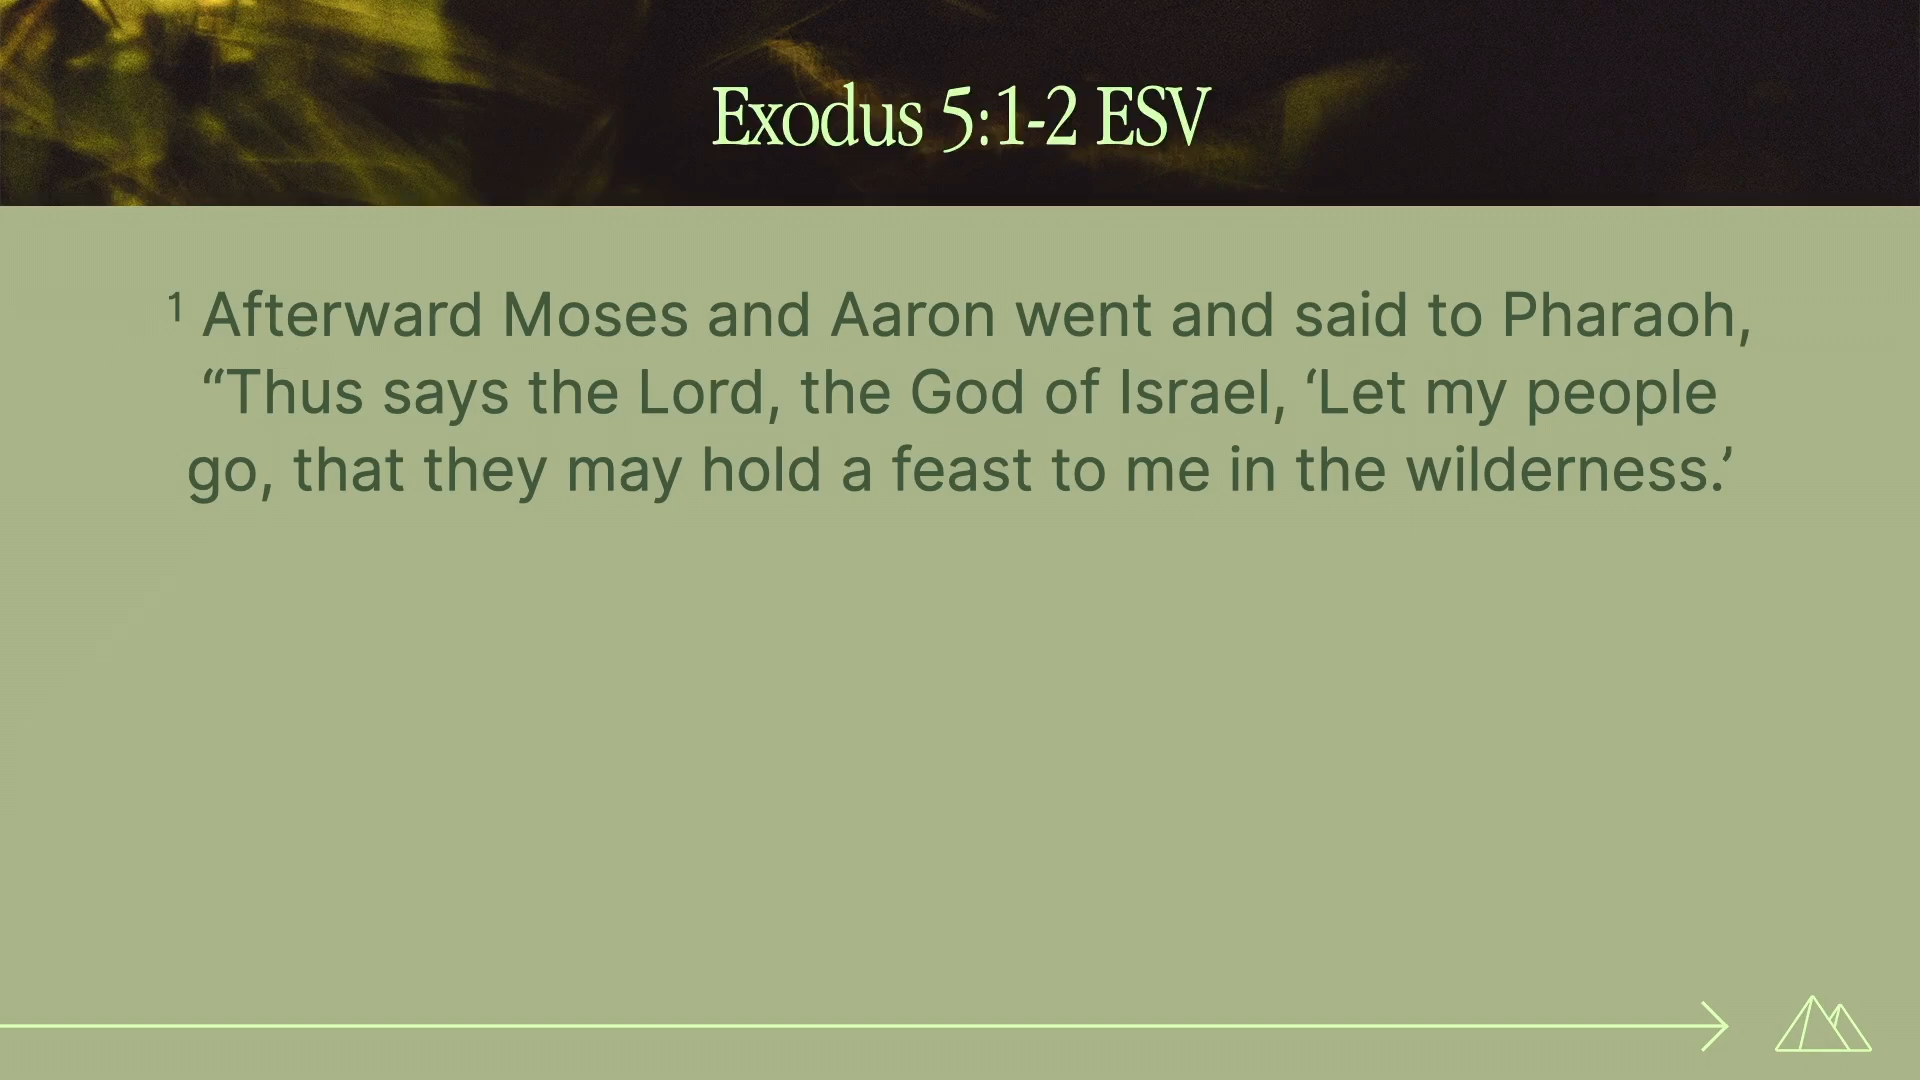 Exodus 5:1-2 ESV
¹ Afterward Moses and Aaron went and said to Pharaoh,
“Thus says the Lord, the God of Israel, ‘Let my people
go, that they may hold a feast to me in the wilderness.’